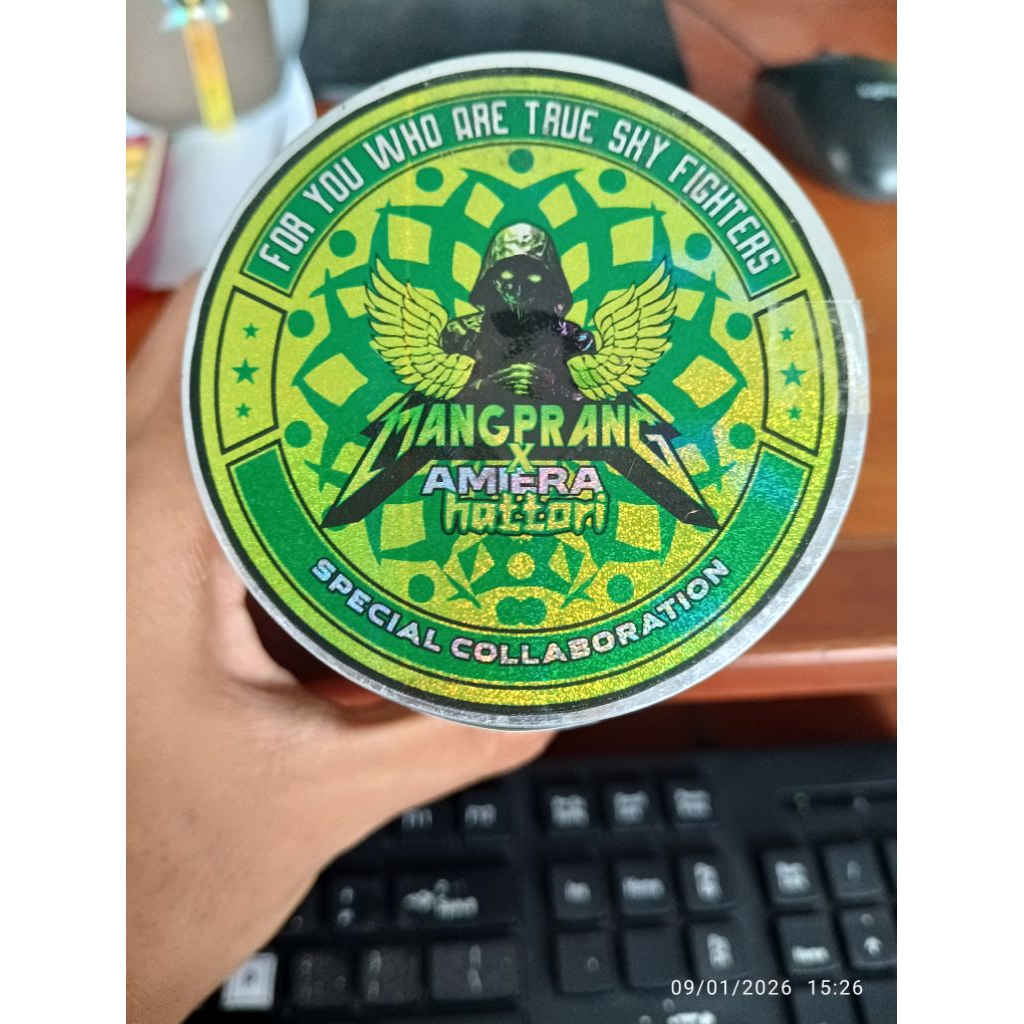 FOR YOU WHO ARE TRUE SKY FIGHTERS
MANGPRANG
X
AMIERA
hattori
SPECIAL COLLABORATION
09/01/2026 15:26